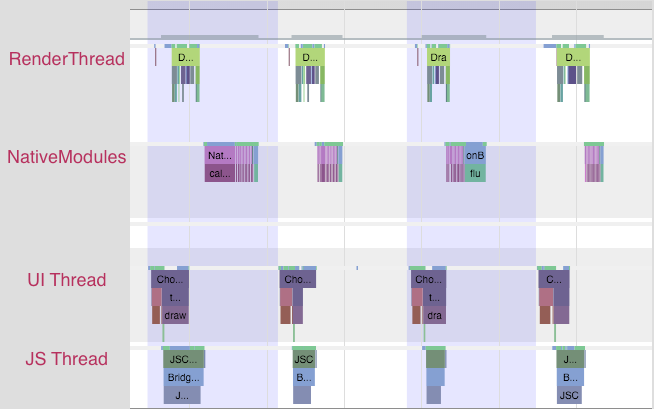 RenderThread
D...
D...
Dra
D...
NativeModules
Nat...
onB
cal...
flu
UI Thread
Cho...
Cho...
Cho...
C...
t...
t...
draw
dra
JS Thread
JSC...
JSC
J...
Bridg...
B...
B...
J...
JSC